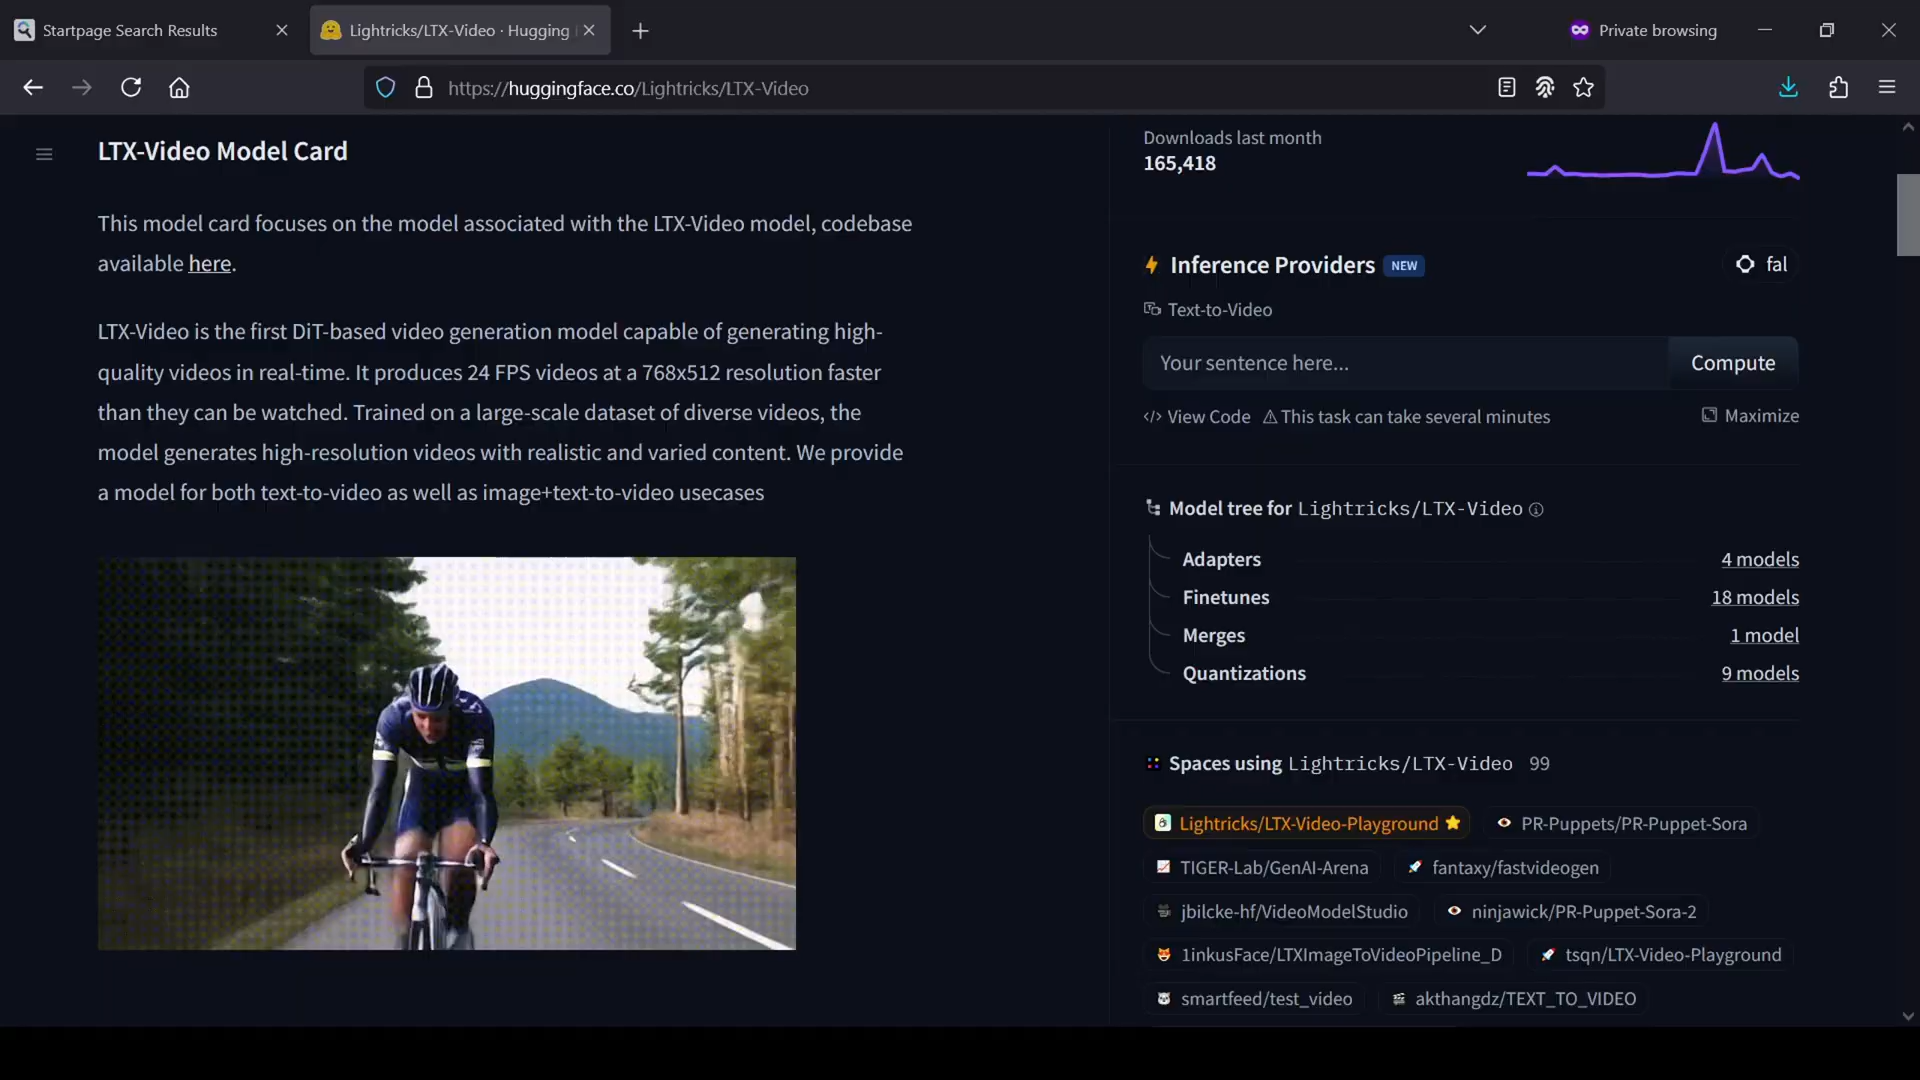 Startpage Search Results
Lightricks/LTX-Video · Hugging
Private browsing
https://huggingface.co/Lightricks/LTX-Video
LTX-Video Model Card
This model card focuses on the model associated with the LTX-Video model, codebase
available here.
LTX-Video is the first DiT-based video generation model capable of generating high-
quality videos in real-time. It produces 24 FPS videos at a 768x512 resolution faster
than they can be watched. Trained on a large-scale dataset of diverse videos, the
model generates high-resolution videos with realistic and varied content. We provide
a model for both text-to-video as well as image+text-to-video usecases
Downloads last month
165,418
Inference Providers NEW
fal
Text-to-Video
Your sentence here...
Compute
</> View Code
This task can take several minutes
Maximize
Model tree for Lightricks/LTX-Video
Adapters 4 models
Finetunes 18 models
Merges 1 model
Quantizations 9 models
Spaces using Lightricks/LTX-Video 99
Lightricks/LTX-Video-Playground
PR-Puppets/PR-Puppet-Sora
TIGER-Lab/GenAI-Arena
fantaxy/fastvideogen
jbilcke-hf/VideoModelStudio
ninjawick/PR-Puppet-Sora-2
1inkusFace/LTXImageToVideoPipeline_D
tsqn/LTX-Video-Playground
smartfeed/test_video
akthangdz/TEXT_TO_VIDEO